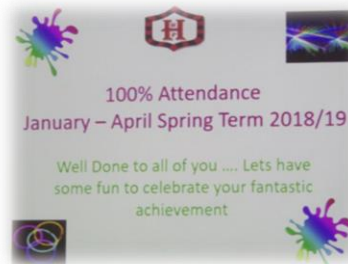 H
100% Attendance
January – April Spring Term 2018/19
Well Done to all of you .... Lets have
some fun to celebrate your fantastic
achievement